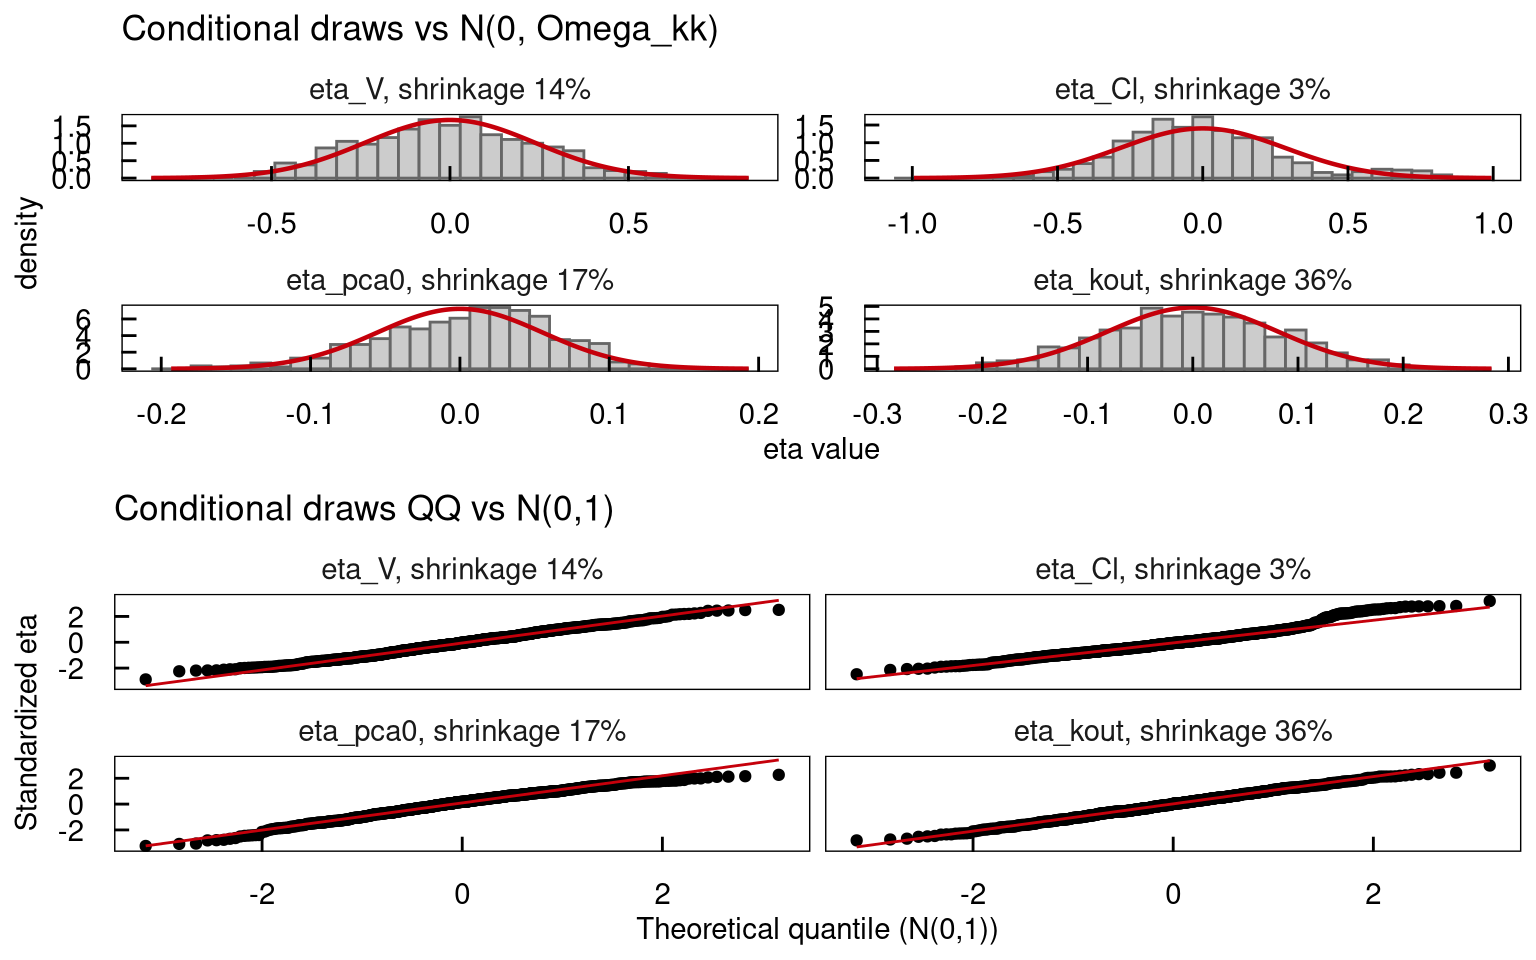 Conditional draws vs N(0, Omega_kk)
eta_V, shrinkage 14%
eta_Cl, shrinkage 3%
density
1.5
1.0
0.5
0.0
1.5
1.0
0.5
0.0
-0.5 0.0 0.5
-1.0 -0.5 0.0 0.5 1.0
eta_pca0, shrinkage 17%
eta_kout, shrinkage 36%
6
4
2
0
5
4
3
2
1
0
-0.2 -0.1 0.0 0.1 0.2
-0.3 -0.2 -0.1 0.0 0.1 0.2 0.3
eta value
Conditional draws QQ vs N(0,1)
eta_V, shrinkage 14%
eta_Cl, shrinkage 3%
Standardized eta
2
0
-2
eta_pca0, shrinkage 17%
eta_kout, shrinkage 36%
2
0
-2
-2 0 2
-2 0 2
Theoretical quantile (N(0,1))